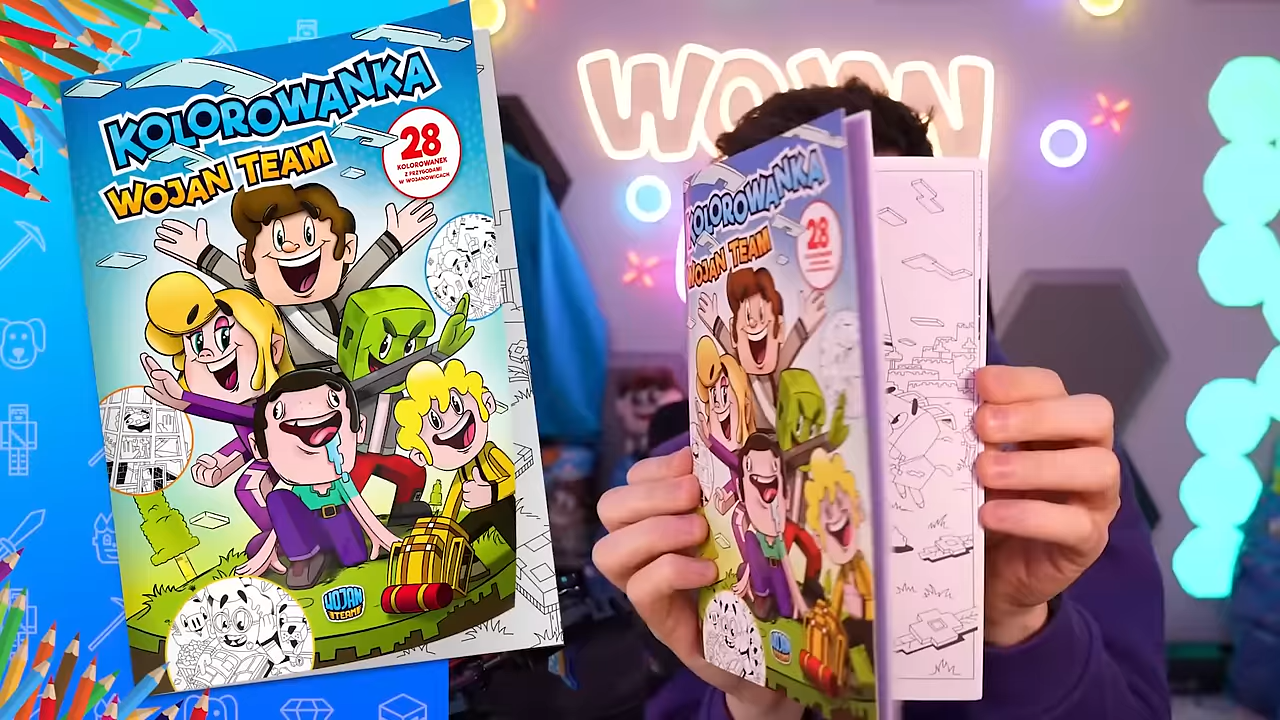 KOLOROWANKA
WOJAN TEAM
28
KOLOROWANEK
Z PRZYGODAMI
W WOJANOWICACH
WOJAN
TEAM
WOJAN
KOLOROWANKA
WOJAN TEAM
28